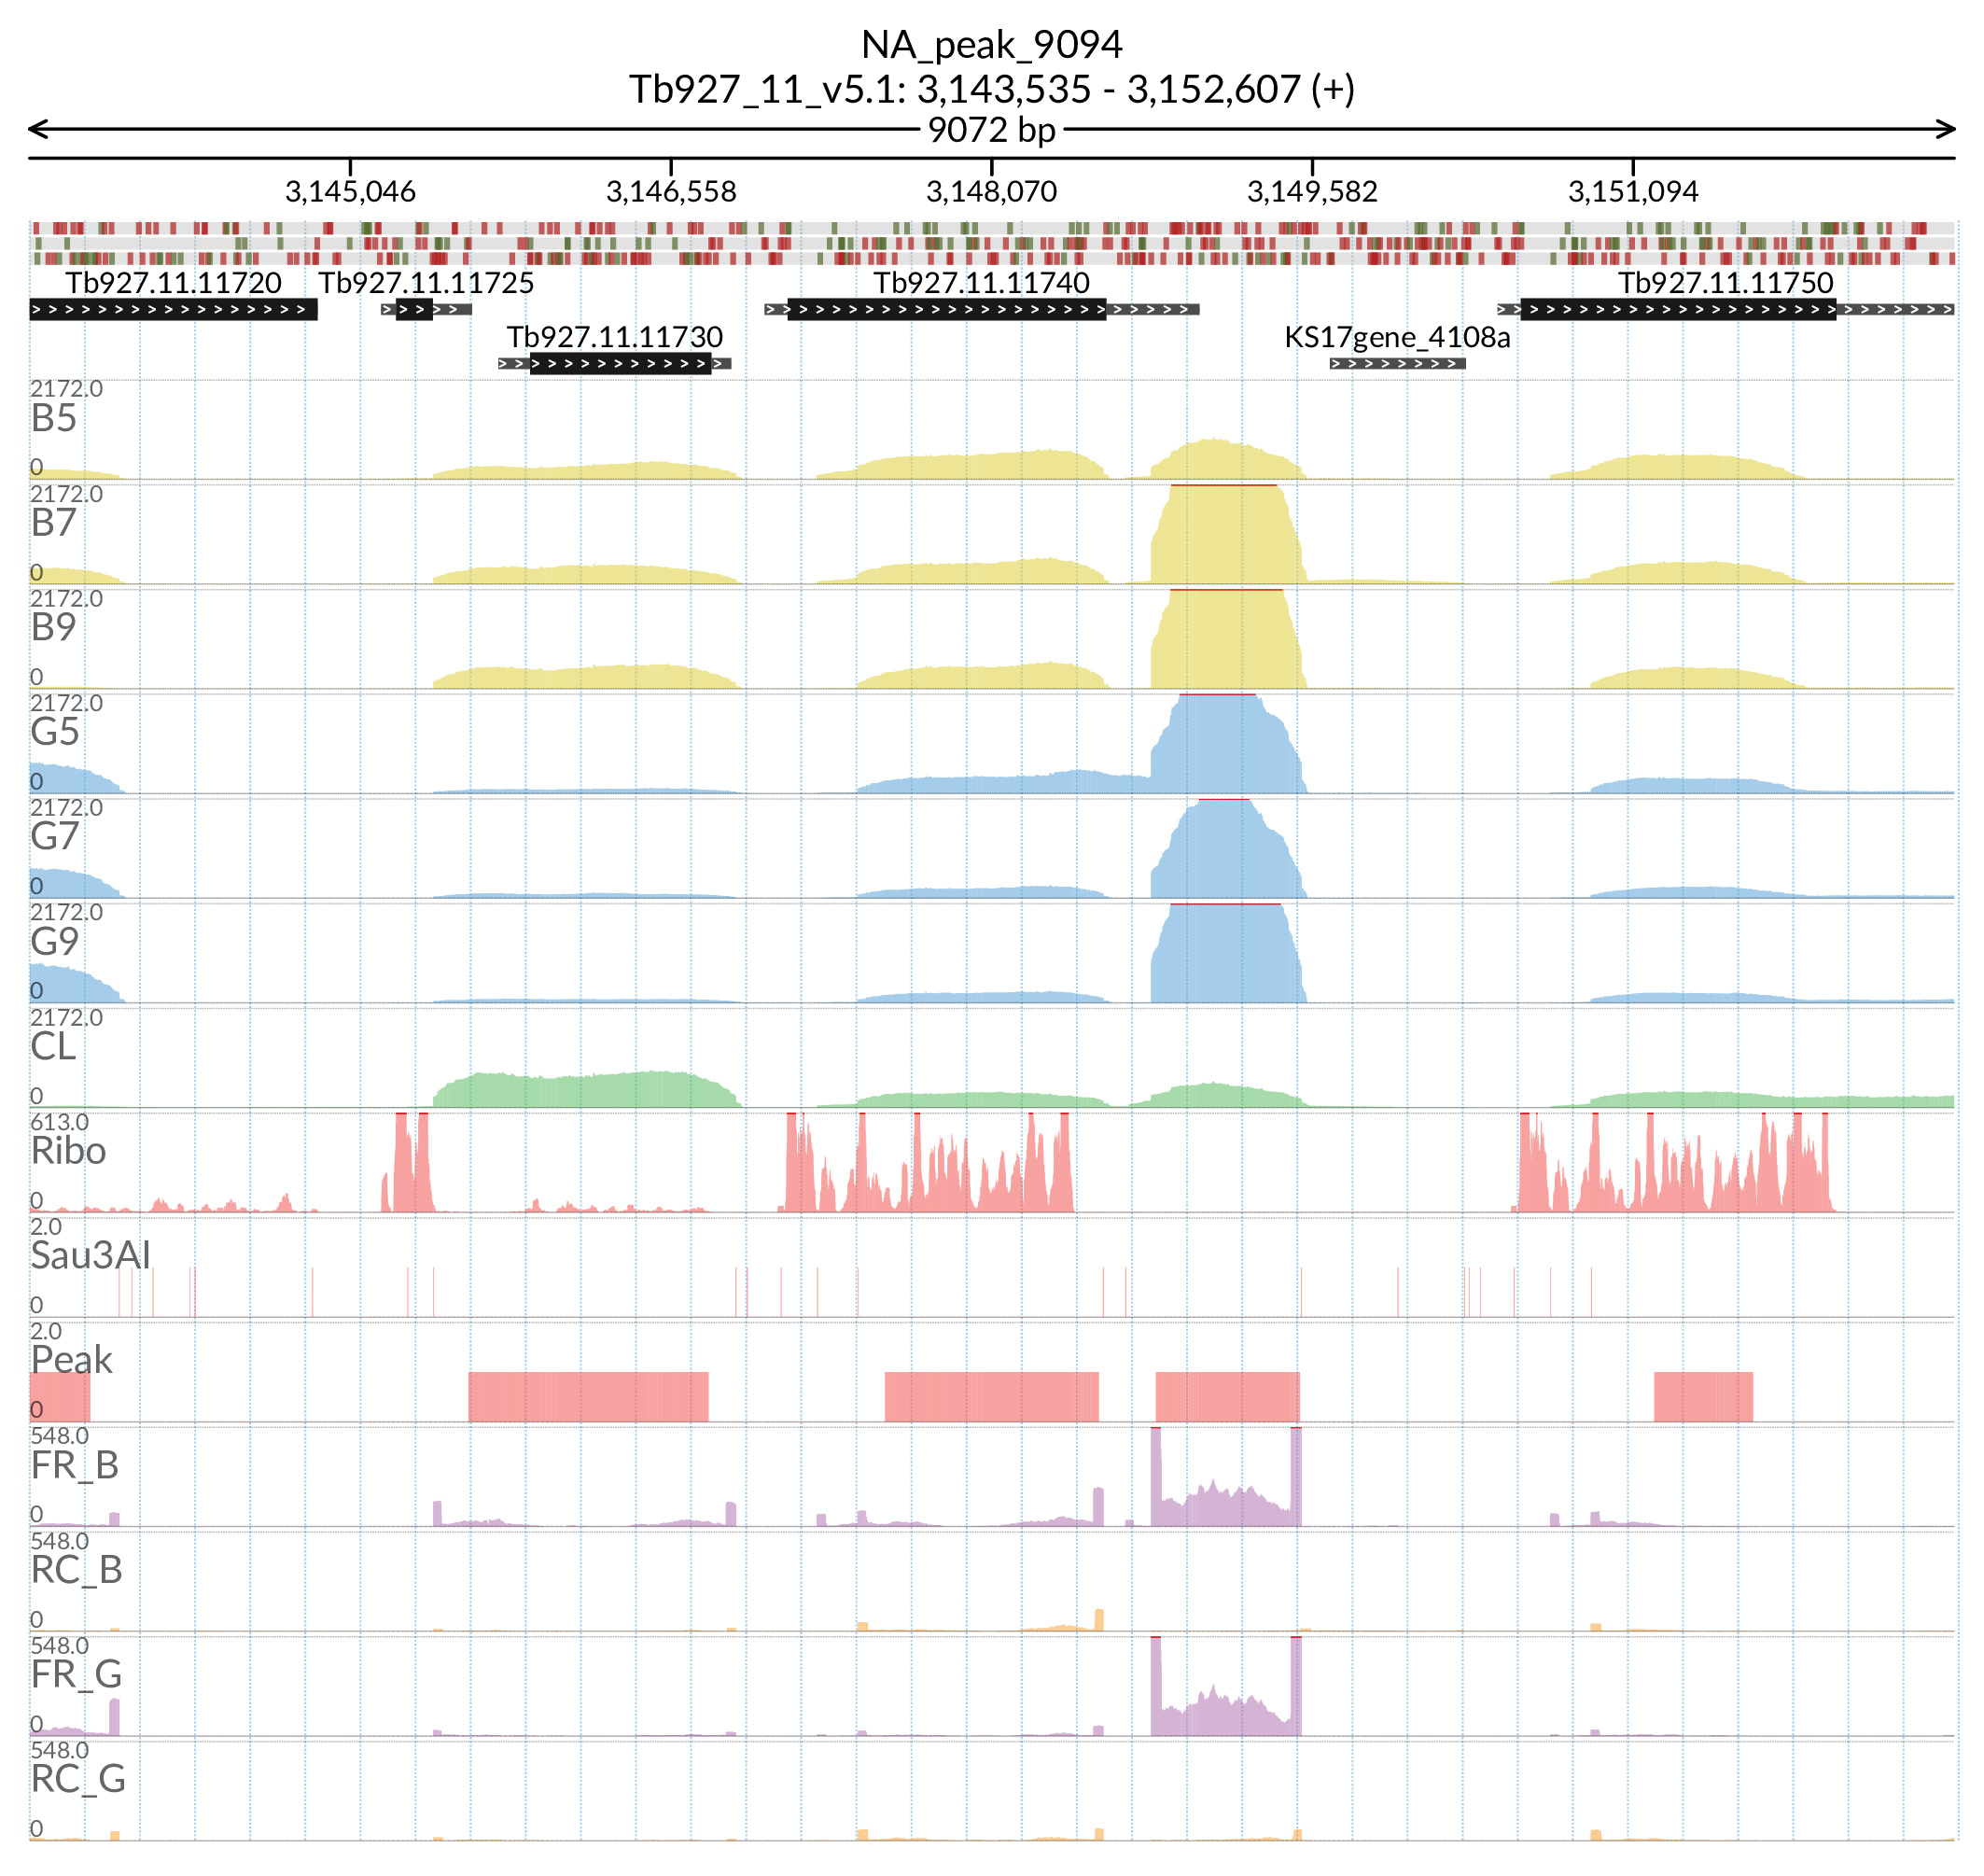 NA_peak_9094
Tb927_11_v5.1: 3,143,535 - 3,152,607 (+)
9072 bp
3,145,046 3,146,558 3,148,070 3,149,582 3,151,094
Tb927.11.11720 Tb927.11.11725 Tb927.11.11740 Tb927.11.11750
Tb927.11.11730 KS17gene_4108a
2172.0
B5
0
2172.0
B7
0
2172.0
B9
0
2172.0
G5
0
2172.0
G7
0
2172.0
G9
0
2172.0
CL
0
613.0
Ribo
0
2.0
Sau3AI
0
2.0
Peak
0
548.0
FR_B
0
548.0
RC_B
0
548.0
FR_G
0
548.0
RC_G
0